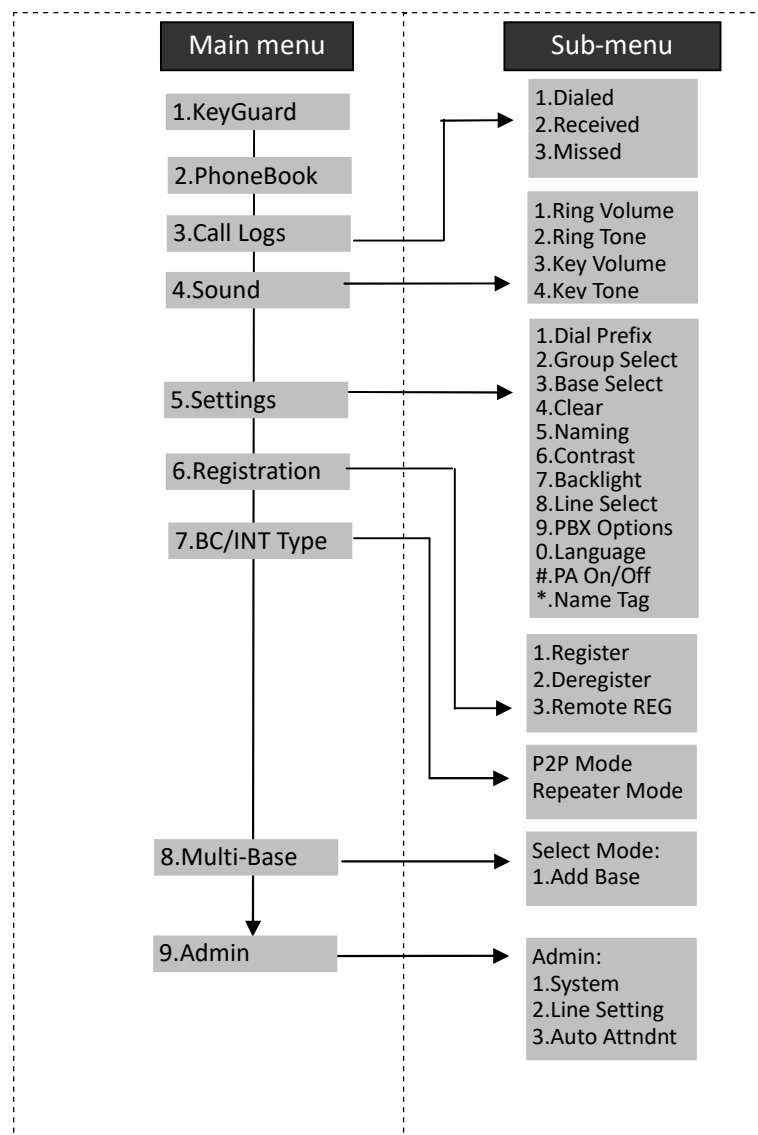 Main menu
Sub-menu
1.KeyGuard
2.PhoneBook
3.Call Logs
4.Sound
5.Settings
6.Registration
7.BC/INT Type
8.Multi-Base
9.Admin
1.Dialed
2.Received
3.Missed
1.Ring Volume
2.Ring Tone
3.Key Volume
4.Key Tone
1.Dial Prefix
2.Group Select
3.Base Select
4.Clear
5.Naming
6.Contrast
7.Backlight
8.Line Select
9.PBX Options
0.Language
#.PA On/Off
*.Name Tag
1.Register
2.Deregister
3.Remote REG
P2P Mode
Repeater Mode
Select Mode:
1.Add Base
Admin:
1.System
2.Line Setting
3.Auto Attndnt